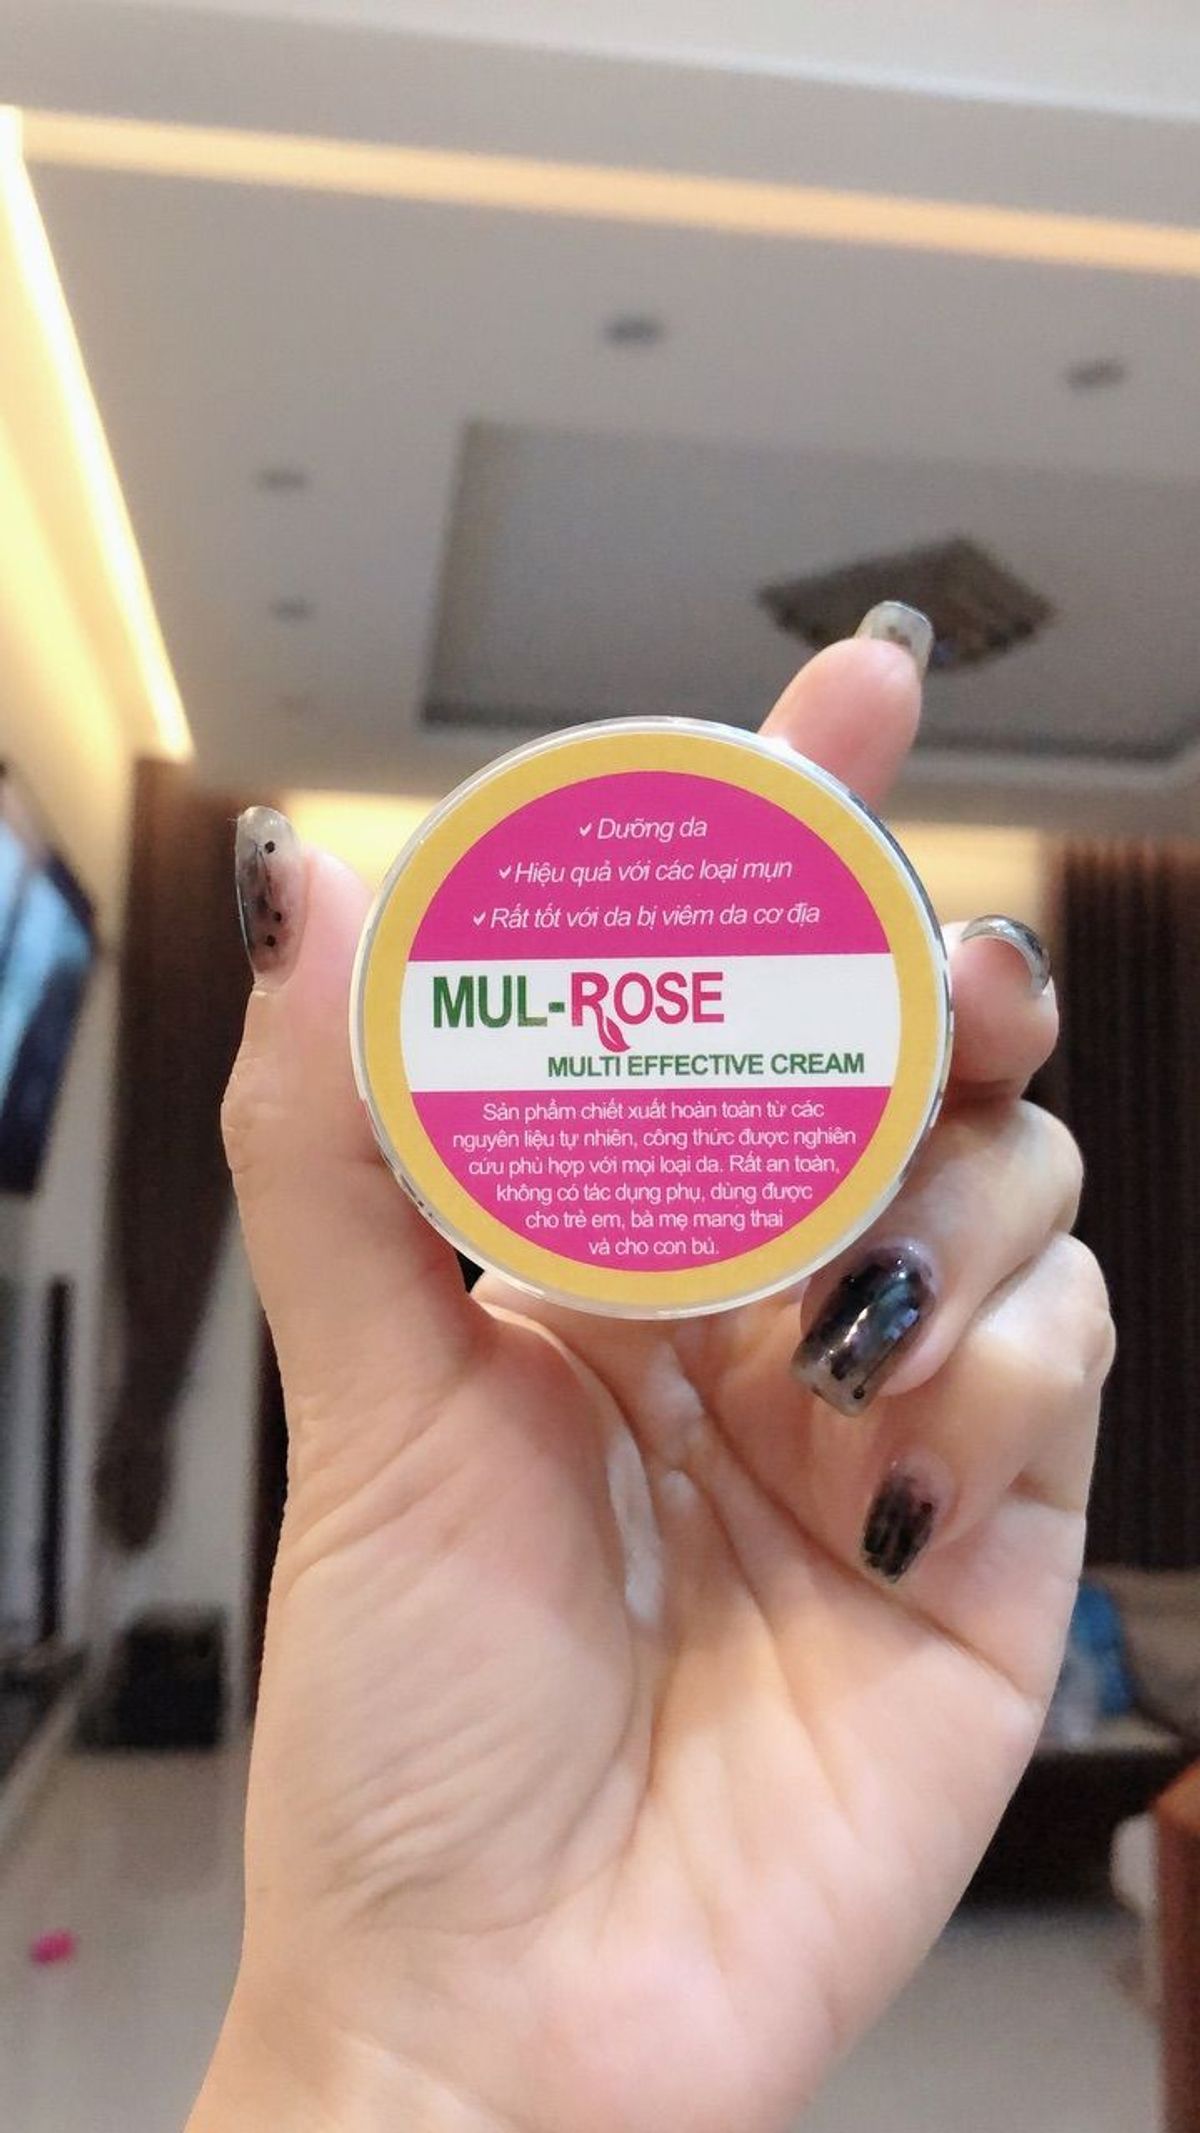 ✓ Dưỡng da
✓ Hiệu quả với các loại mụn
✓ Rất tốt với da bị viêm da cơ địa
MUL-ROSE
MULTI EFFECTIVE CREAM
Sản phẩm chiết xuất hoàn toàn từ các
nguyên liệu tự nhiên, công thức được nghiên
cứu phù hợp với mọi loại da. Rất an toàn,
không có tác dụng phụ, dùng được
cho trẻ em, bà mẹ mang thai
và cho con bú.